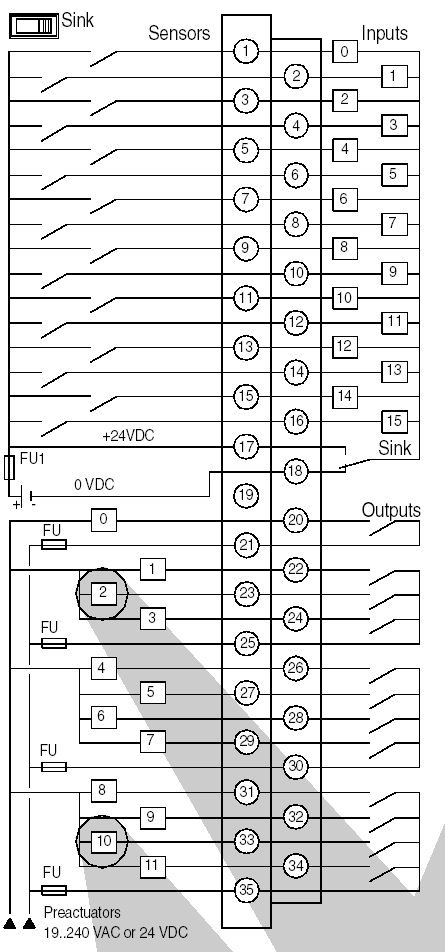 Sink
Sensors Inputs
1 0
2 1
3 2
4 3
5 4
6 5
7 6
8 7
9 8
10 9
11 10
12 11
13 12
14 13
15 14
16 15
+24VDC 17
Sink
FU1 18
+ - 0 VDC 19
Outputs
0 20
FU 21
1 22
2 23
3 24
FU 25
4 26
5 27
6 28
7 29
FU 30
8 31
9 32
10 33
11 34
FU 35
Preactuators
19..240 VAC or 24 VDC